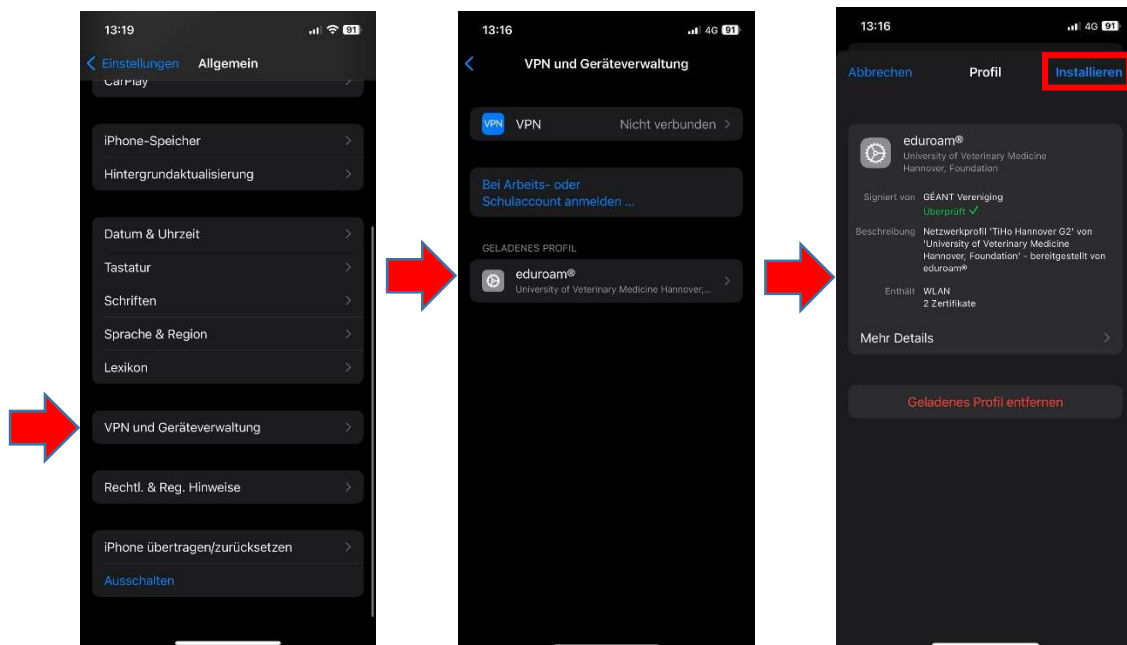 13:19
4G 91
Einstellungen Allgemein
CarPlay
iPhone-Speicher
Hintergrundaktualisierung
Datum & Uhrzeit
Tastatur
Schriften
Sprache & Region
Lexikon
VPN und Geräteverwaltung
Rechtl. & Reg. Hinweise
iPhone übertragen/zurücksetzen
Ausschalten
13:16
4G 91
VPN und Geräteverwaltung
VPN VPN Nicht verbunden
Bei Arbeits- oder
Schulaccount anmelden ...
GELADENES PROFIL
eduroam®
University of Veterinary Medicine Hannover,...
13:16
4G 91
Abbrechen Profil Installieren
eduroam®
University of Veterinary Medicine
Hannover, Foundation
Signiert von GÉANT Vereniging
Überprüft ✓
Beschreibung Netzwerkprofil 'TiHo Hannover G2' von
'University of Veterinary Medicine
Hannover, Foundation' - bereitgestellt von
eduroam®
Enthält WLAN
2 Zertifikate
Mehr Details
Geladenes Profil entfernen